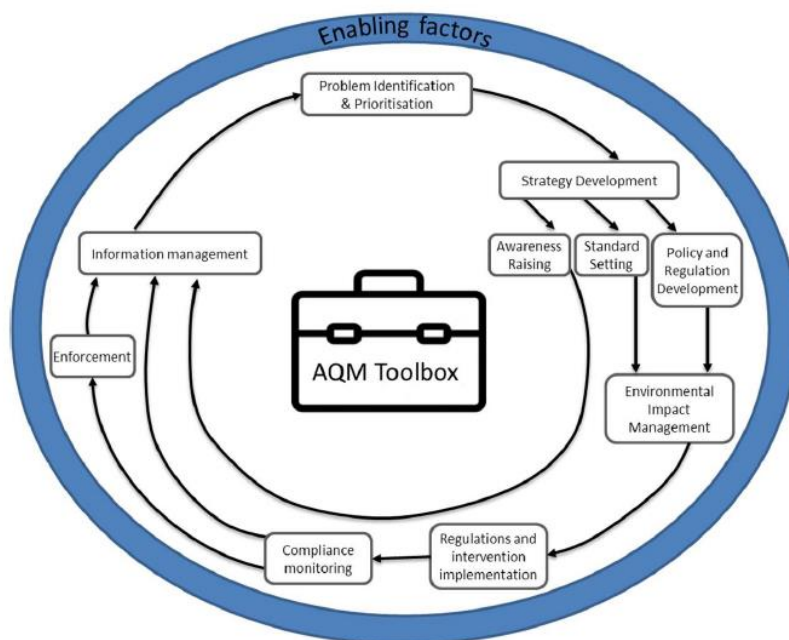 Enabling factors
Problem Identification
& Prioritisation
Strategy Development
Awareness
Raising
Standard
Setting
Policy and
Regulation
Development
Information management
Enforcement
AQM Toolbox
Environmental
Impact
Management
Compliance
monitoring
Regulations and
intervention
implementation